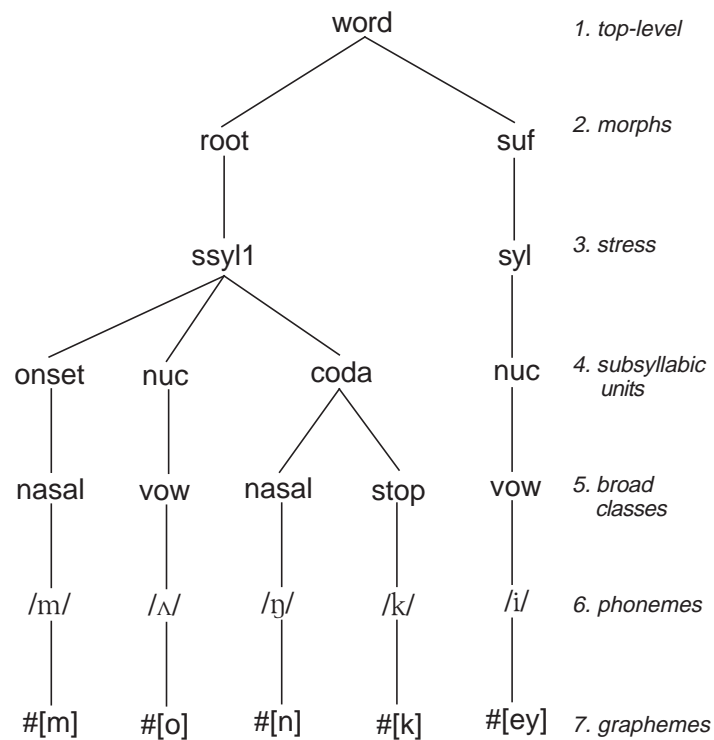 word 1. top-level
root suf 2. morphs
ssyl1 syl 3. stress
onset nuc coda nuc 4. subsyllabic
units
nasal vow nasal stop vow 5. broad
classes
/m/ /ʌ/ /ŋ/ /k/ /i/ 6. phonemes
#[m] #[o] #[n] #[k] #[ey] 7. graphemes